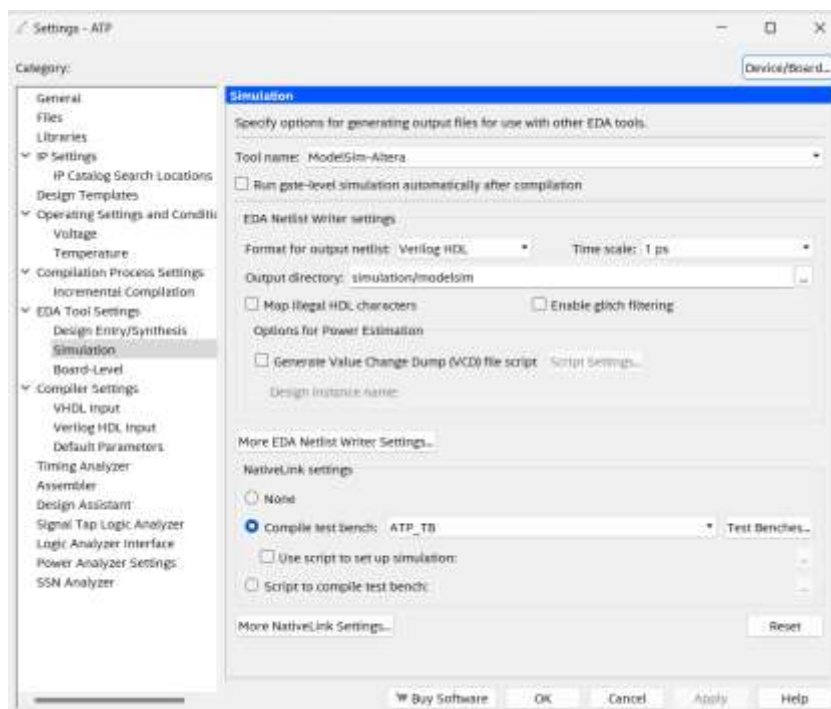 Settings - ATP
Category:
Device/Board...
General
Files
Libraries
IP Settings
IP Catalog Search Locations
Design Templates
Operating Settings and Conditi
Voltage
Temperature
Compilation Process Settings
Incremental Compilation
EDA Tool Settings
Design Entry/Synthesis
Simulation
Board-Level
Compiler Settings
VHDL Input
Verilog HDL Input
Default Parameters
Timing Analyzer
Assembler
Design Assistant
Signal Tap Logic Analyzer
Logic Analyzer Interface
Power Analyzer Settings
SSN Analyzer
Simulation
Specify options for generating output files for use with other EDA tools.
Tool name: ModelSim-Altera
Run gate-level simulation automatically after compilation
EDA Netlist Writer settings
Format for output netlist: Verilog HDL Time scale: 1 ps
Output directory: simulation/modelsim ...
Map illegal HDL characters Enable glitch filtering
Options for Power Estimation
Generate Value Change Dump (VCD) file script Script Settings...
Design instance name:
More EDA Netlist Writer Settings...
NativeLink settings
None
Compile test bench: ATP_TB Test Benches...
Use script to set up simulation: ...
Script to compile test bench: ...
More NativeLink Settings... Reset
Buy Software OK Cancel Apply Help